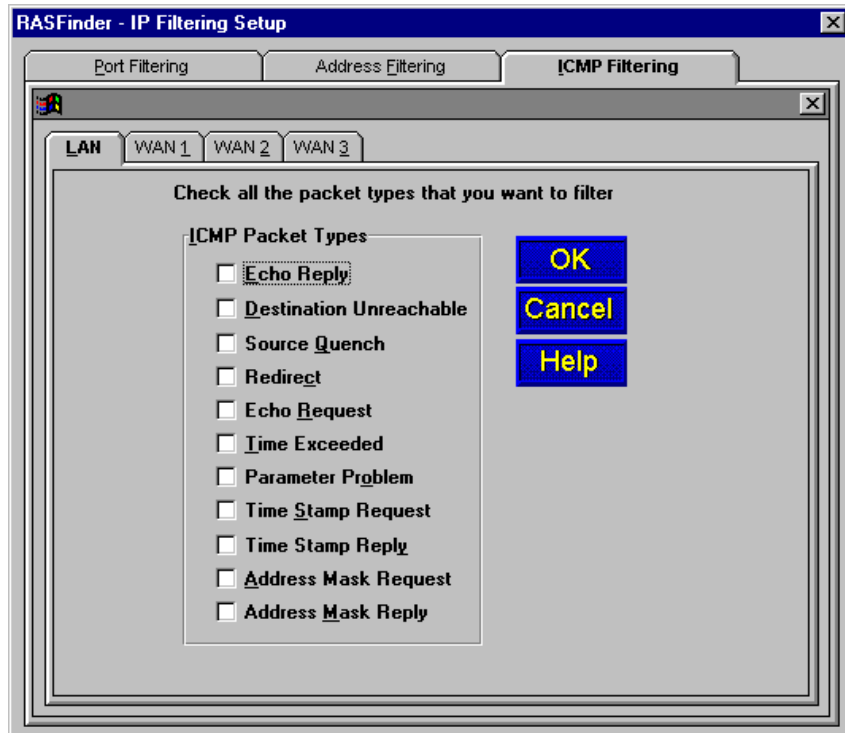 RASFinder - IP Filtering Setup
Port Filtering
Address Filtering
ICMP Filtering
LAN
WAN 1
WAN 2
WAN 3
Check all the packet types that you want to filter
ICMP Packet Types
Echo Reply
Destination Unreachable
Source Quench
Redirect
Echo Request
Time Exceeded
Parameter Problem
Time Stamp Request
Time Stamp Reply
Address Mask Request
Address Mask Reply
OK
Cancel
Help